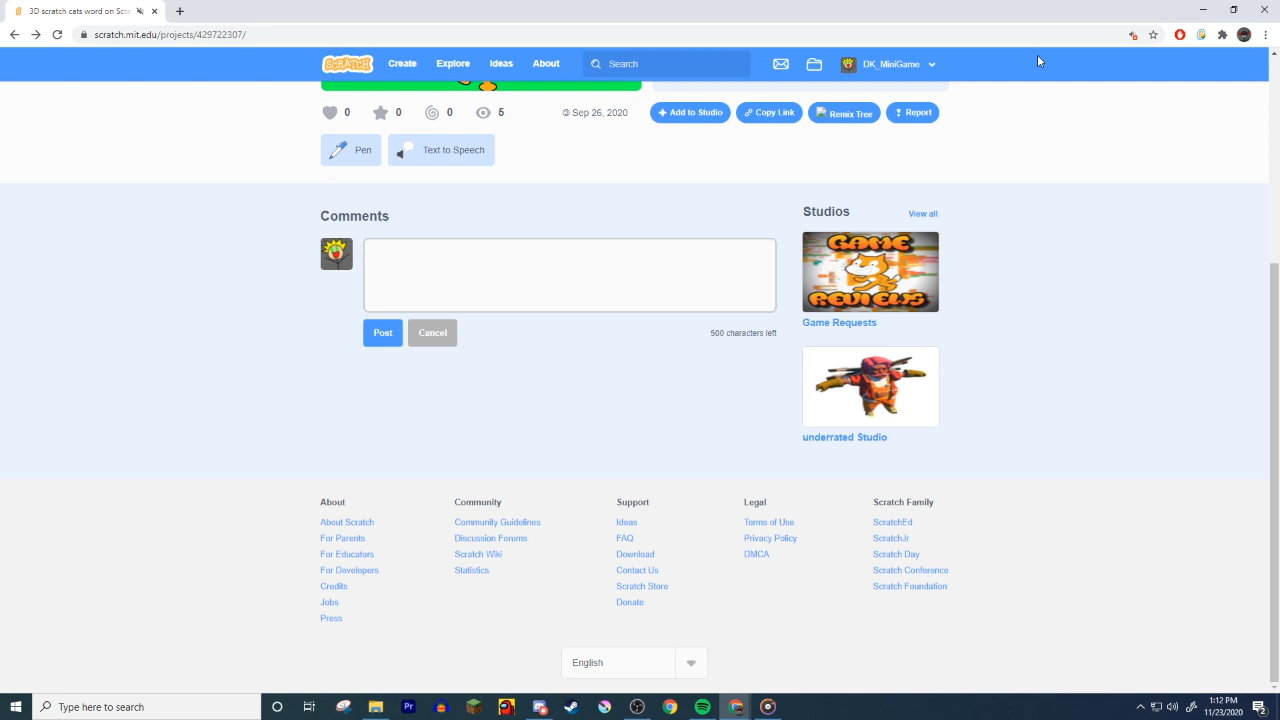 3D scratch cats word on Scra
scratch.mit.edu/projects/429722307/
SCRATCH
Create
Explore
Ideas
About
Search
DK_MiniGame
0
0
0
5
© Sep 26, 2020
Add to Studio
Copy Link
Remix Tree
Report
Pen
Text to Speech
Comments
Post
Cancel
500 characters left
Studios
View all
GAME
REVIEWS
Game Requests
underrated Studio
About
About Scratch
For Parents
For Educators
For Developers
Credits
Jobs
Press
Community
Community Guidelines
Discussion Forums
Scratch Wiki
Statistics
Support
Ideas
FAQ
Download
Contact Us
Scratch Store
Donate
Legal
Terms of Use
Privacy Policy
DMCA
Scratch Family
ScratchEd
ScratchJr
Scratch Day
Scratch Conference
Scratch Foundation
English
Type here to search
Pr
1:12 PM
11/23/2020
2